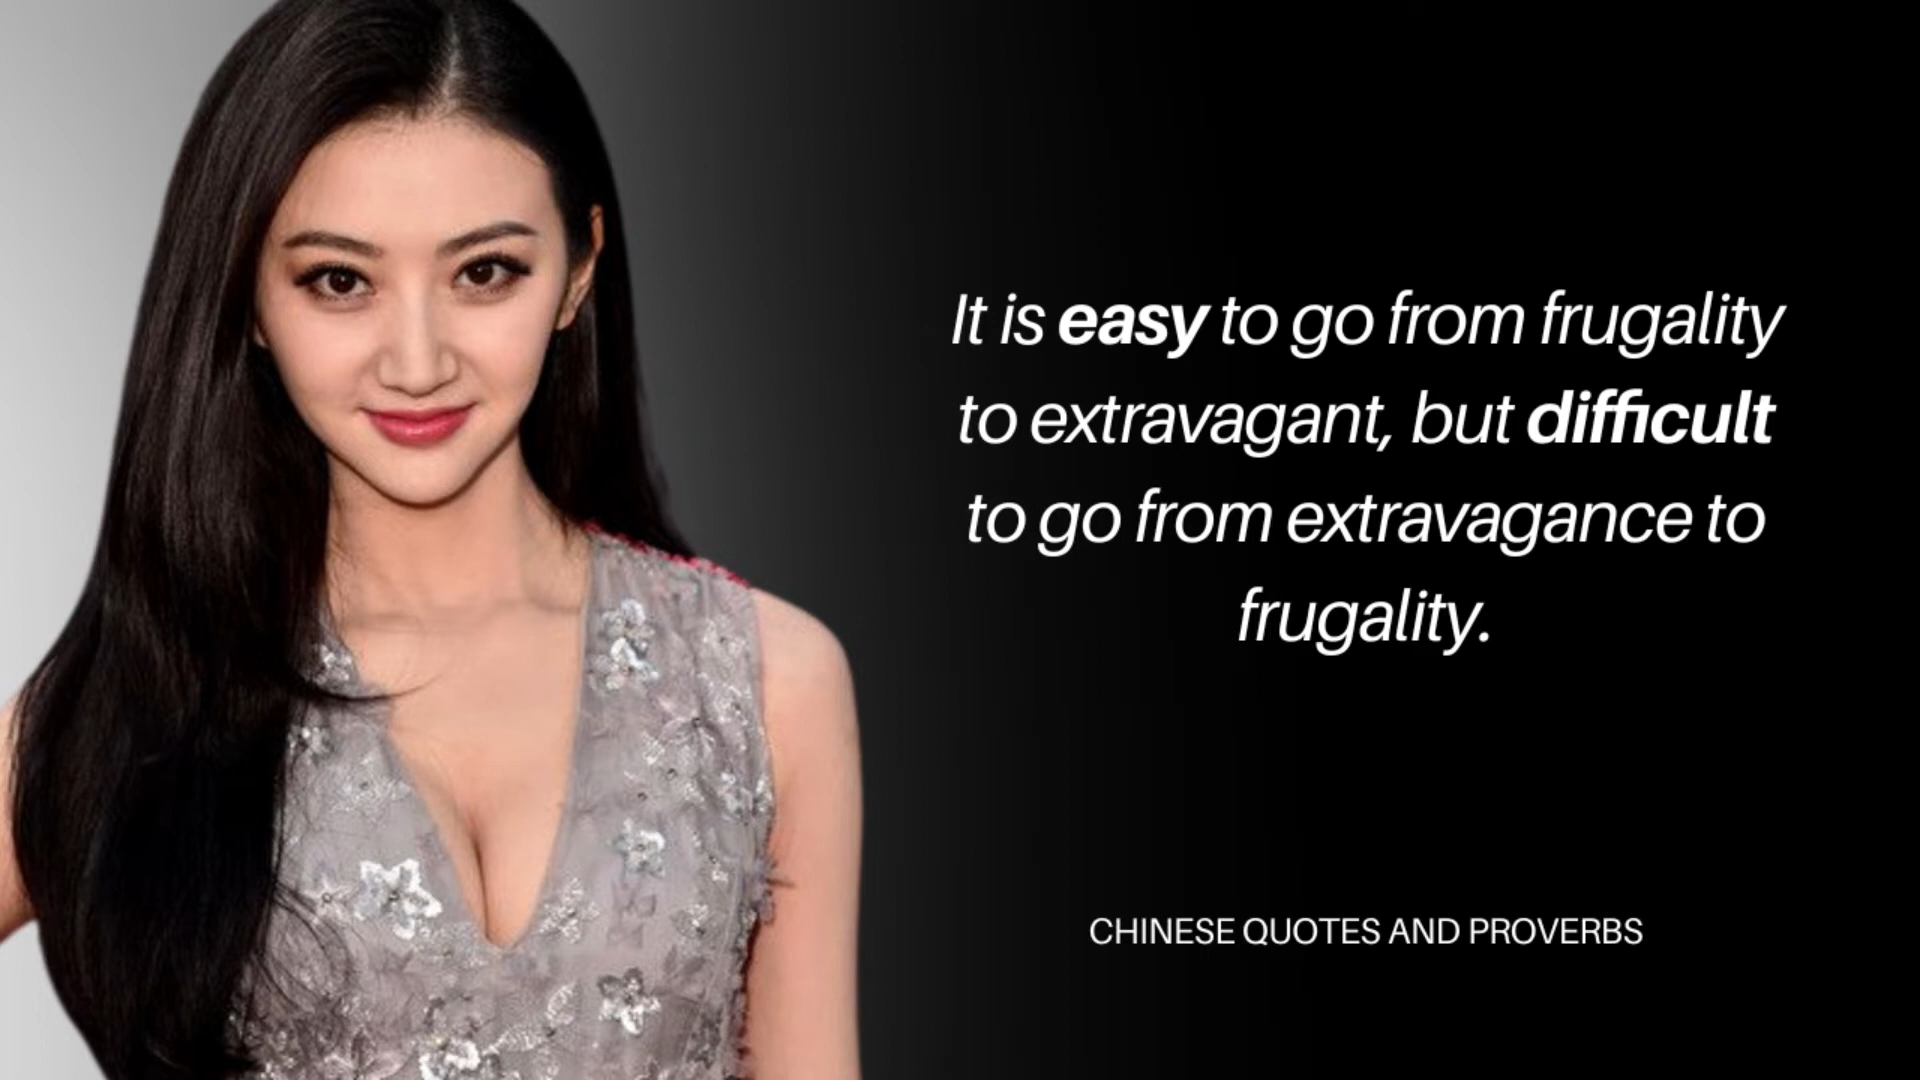 It is easy to go from frugality
to extravagant, but difficult
to go from extravagance to
frugality.
CHINESE QUOTES AND PROVERBS